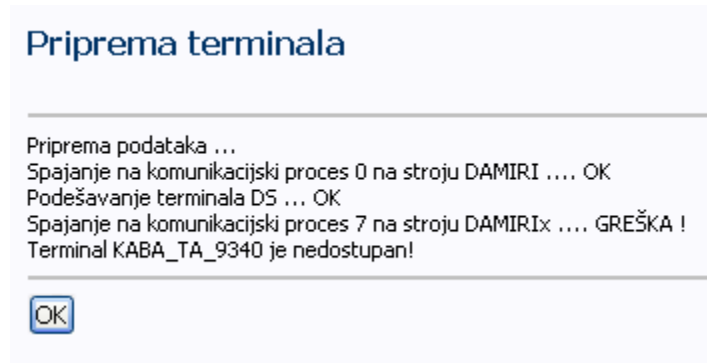 Priprema terminala
Priprema podataka ...
Spajanje na komunikacijski proces 0 na stroju DAMIRI .... OK
Podešavanje terminala DS ... OK
Spajanje na komunikacijski proces 7 na stroju DAMIRIx .... GREŠKA !
Terminal KABA_TA_9340 je nedostupan!
OK